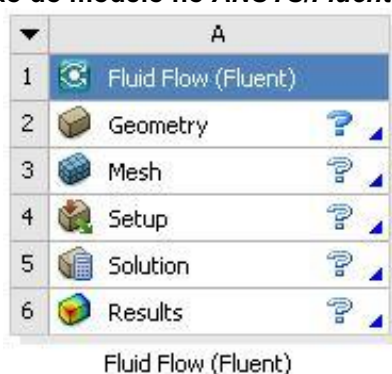 to do modelo no ANSYS/Fluent
A
1 Fluid Flow (Fluent)
2 Geometry ?
3 Mesh ?
4 Setup ?
5 Solution ?
6 Results ?
Fluid Flow (Fluent)